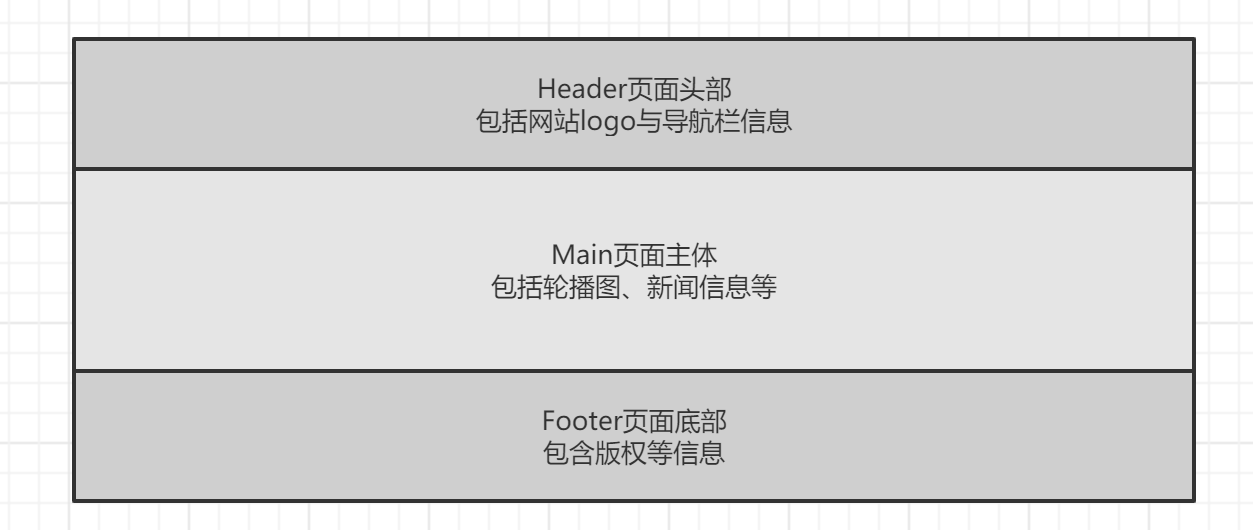 Header页面头部
包括网站logo与导航栏信息
Main页面主体
包括轮播图、新闻信息等
Footer页面底部
包含版权等信息